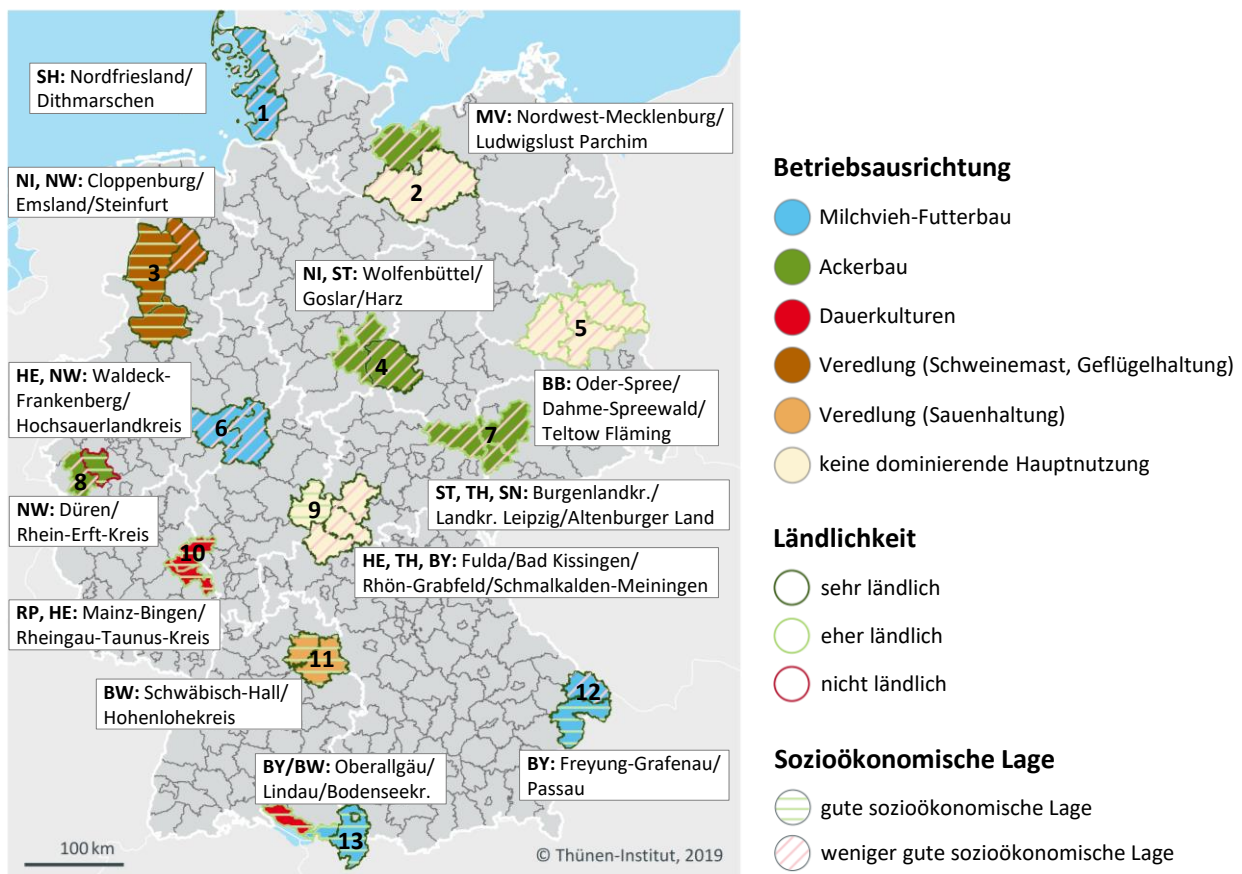 SH: Nordfriesland/
Dithmarschen
1
MV: Nordwest-Mecklenburg/
Ludwigslust Parchim
2
NI, NW: Cloppenburg/
Emsland/Steinfurt
3
NI, ST: Wolfenbüttel/
Goslar/Harz
4
5
BB: Oder-Spree/
Dahme-Spreewald/
Teltow Fläming
HE, NW: Waldeck-
Frankenberg/
Hochsauerlandkreis
6
7
ST, TH, SN: Burgenlandkr./
Landkr. Leipzig/Altenburger Land
8
NW: Düren/
Rhein-Erft-Kreis
9
HE, TH, BY: Fulda/Bad Kissingen/
Rhön-Grabfeld/Schmalkalden-Meiningen
10
RP, HE: Mainz-Bingen/
Rheingau-Taunus-Kreis
11
BW: Schwäbisch-Hall/
Hohenlohekreis
12
BY: Freyung-Grafenau/
Passau
BY/BW: Oberallgäu/
Lindau/Bodenseekr.
13
100 km
© Thünen-Institut, 2019
Betriebsausrichtung
Milchvieh-Futterbau
Ackerbau
Dauerkulturen
Veredlung (Schweinemast, Geflügelhaltung)
Veredlung (Sauenhaltung)
keine dominierende Hauptnutzung
Ländlichkeit
sehr ländlich
eher ländlich
nicht ländlich
Sozioökonomische Lage
gute sozioökonomische Lage
weniger gute sozioökonomische Lage